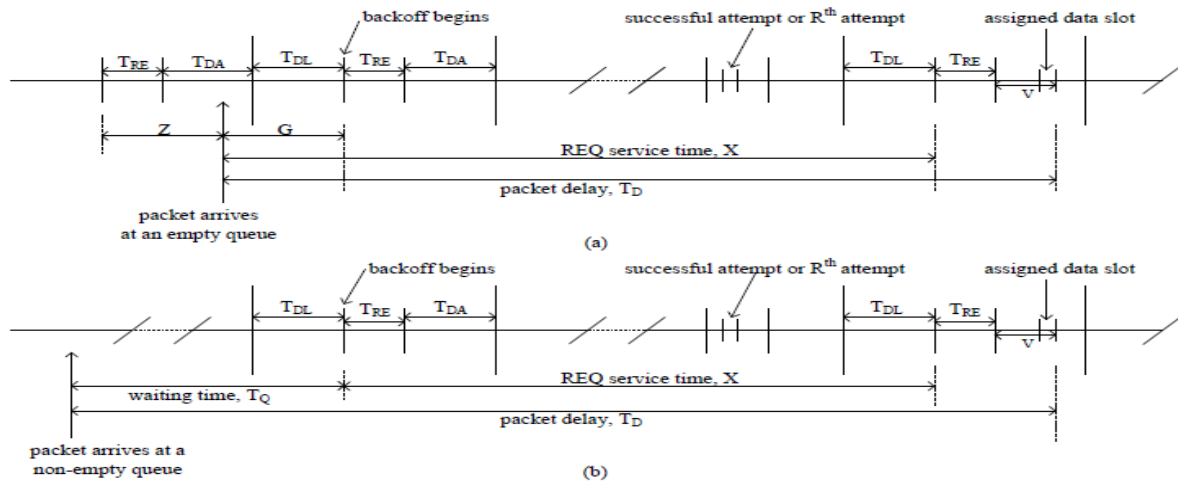 backoff begins
successful attempt or Rth attempt
assigned data slot
TRE
TDA
TDL
TRE
TDA
TDL
TRE
V
Z
G
REQ service time, X
packet delay, TD
packet arrives
at an empty queue
(a)
backoff begins
successful attempt or Rth attempt
assigned data slot
TDL
TRE
TDA
TDL
TRE
V
waiting time, TQ
REQ service time, X
packet delay, TD
packet arrives at a
non-empty queue
(b)